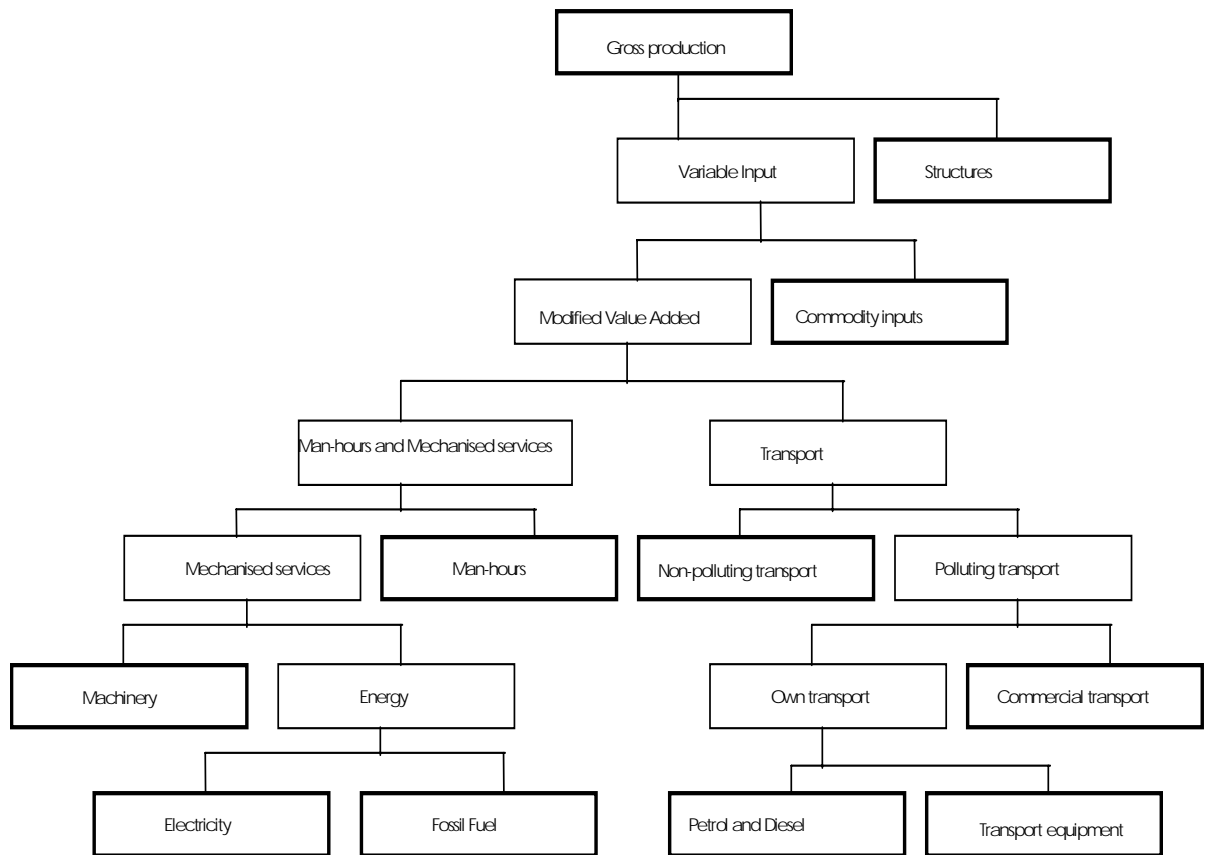 Gross production
Variable Input
Structures
Modified Value Added
Commodity inputs
Man-hours and Mechanised services
Transport
Mechanised services
Man-hours
Non-polluting transport
Polluting transport
Machinery
Energy
Own transport
Commercial transport
Electricity
Fossil Fuel
Petrol and Diesel
Transport equipment